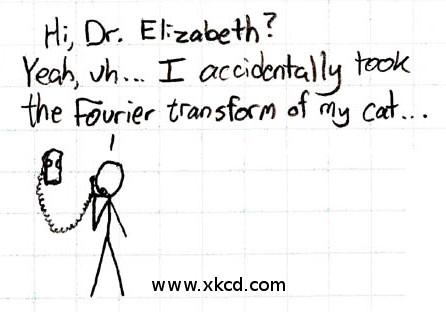 Hi, Dr. Elizabeth?
Yeah, uh... I accidentally took
the Fourier transform of my cat...
www.xkcd.com